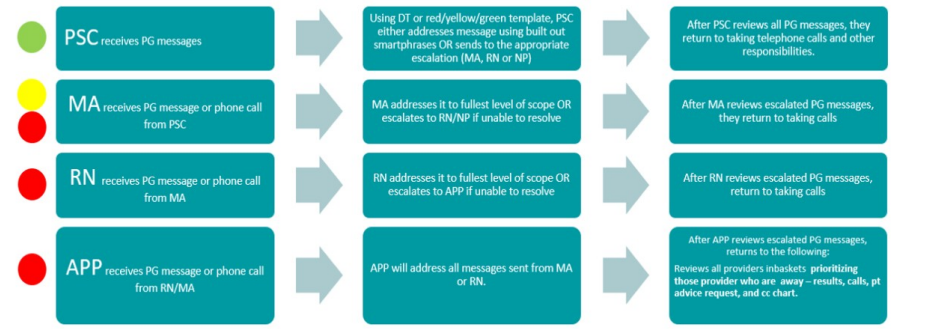 PSC receives PG messages
Using DT or red/yellow/green template, PSC
either addresses message using built out
smartphrases OR sends to the appropriate
escalation (MA, RN or NP)
After PSC reviews all PG messages, they
return to taking telephone calls and other
responsibilities.
MA receives PG message or phone call
from PSC
MA addresses it to fullest level of scope OR
escalates to RN/NP if unable to resolve
After MA reviews escalated PG messages,
they return to taking calls
RN receives PG message or phone call
from MA
RN addresses it to fullest level of scope OR
escalates to APP if unable to resolve
After RN reviews escalated PG messages,
return to taking calls
APP receives PG message or phone call
from RN/MA
APP will address all messages sent from MA
or RN.
After APP reviews escalated PG messages,
returns to the following:
Reviews all providers inbaskets prioritizing
those provider who are away – results, calls, pt
advice request, and cc chart.